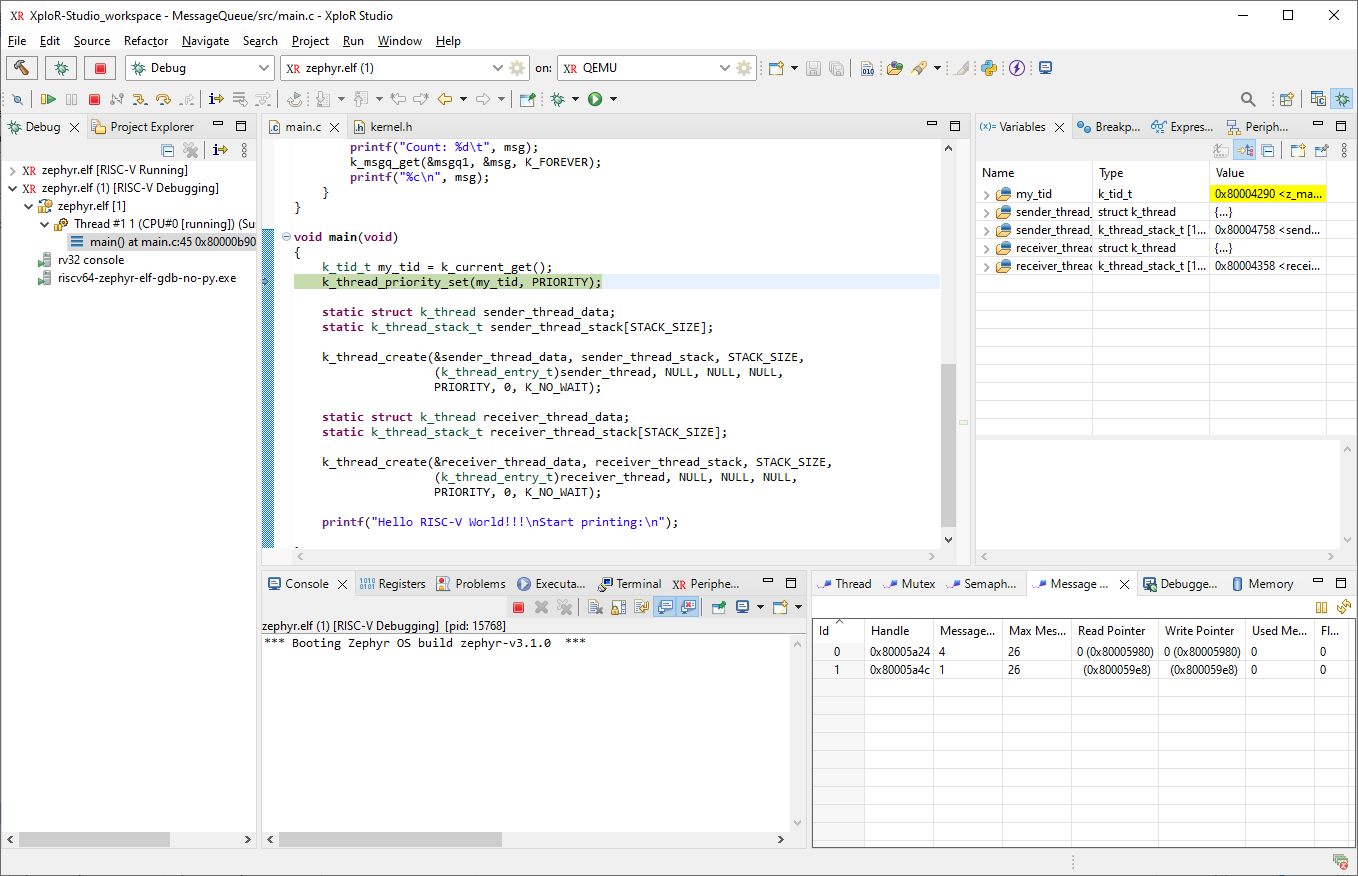 XR XploR-Studio_workspace - MessageQueue/src/main.c - XploR Studio
File Edit Source Refactor Navigate Search Project Run Window Help
Debug XR zephyr.elf (1) on: XR QEMU
Debug Project Explorer
XR zephyr.elf [RISC-V Running]
XR zephyr.elf (1) [RISC-V Debugging]
zephyr.elf [1]
Thread #1 1 (CPU#0 [running]) (Su
main() at main.c:45 0x80000b90
rv32 console
riscv64-zephyr-elf-gdb-no-py.exe
main.c kernel.h
printf("Count: %d\t", msg);
k_msgq_get(&msgq1, &msg, K_FOREVER);
printf("%c\n", msg);
}
}
void main(void)
{
k_tid_t my_tid = k_current_get();
k_thread_priority_set(my_tid, PRIORITY);
static struct k_thread sender_thread_data;
static k_thread_stack_t sender_thread_stack[STACK_SIZE];
k_thread_create(&sender_thread_data, sender_thread_stack, STACK_SIZE,
(k_thread_entry_t)sender_thread, NULL, NULL, NULL,
PRIORITY, 0, K_NO_WAIT);
static struct k_thread receiver_thread_data;
static k_thread_stack_t receiver_thread_stack[STACK_SIZE];
k_thread_create(&receiver_thread_data, receiver_thread_stack, STACK_SIZE,
(k_thread_entry_t)receiver_thread, NULL, NULL, NULL,
PRIORITY, 0, K_NO_WAIT);
printf("Hello RISC-V World!!!\nStart printing:\n");
(x)= Variables Breakp... Expres... Periph...
Name Type Value
my_tid k_tid_t 0x80004290 <z_ma...
sender_thread_ struct k_thread {...}
sender_thread_ k_thread_stack_t [1... 0x80004758 <send...
receiver_threac struct k_thread {...}
receiver_threac k_thread_stack_t [1... 0x80004358 <recei...
Console Registers Problems Executa... Terminal XR Periphe...
zephyr.elf (1) [RISC-V Debugging] [pid: 15768]
*** Booting Zephyr OS build zephyr-v3.1.0 ***
Thread Mutex Semaph... Message ... Debugge... Memory
Id Handle Message... Max Mes... Read Pointer Write Pointer Used Me... Fl...
0 0x80005a24 4 26 0 (0x80005980) 0 (0x80005980) 0 0
1 0x80005a4c 1 26 (0x800059e8) (0x800059e8) 0 0